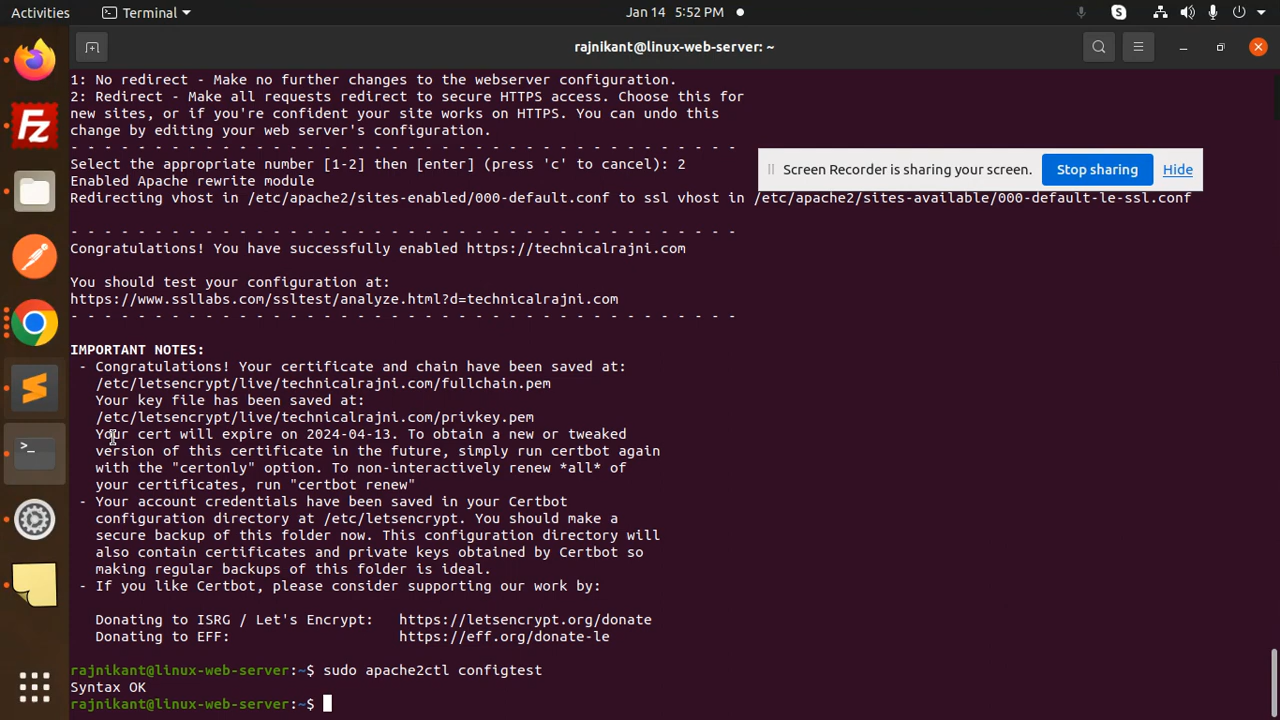 Activities
Terminal
Jan 14 5:52 PM
rajnikant@linux-web-server: ~
1: No redirect - Make no further changes to the webserver configuration.
2: Redirect - Make all requests redirect to secure HTTPS access. Choose this for
new sites, or if you're confident your site works on HTTPS. You can undo this
change by editing your web server's configuration.
- - - - - - - - - - - - - - - - - - - - - - - - - - - - - - - - - - - - - - - -
Select the appropriate number [1-2] then [enter] (press 'c' to cancel): 2
Screen Recorder is sharing your screen. Stop sharing Hide
Enabled Apache rewrite module
Redirecting vhost in /etc/apache2/sites-enabled/000-default.conf to ssl vhost in /etc/apache2/sites-available/000-default-le-ssl.conf
- - - - - - - - - - - - - - - - - - - - - - - - - - - - - - - - - - - - - - - -
Congratulations! You have successfully enabled https://technicalrajni.com
You should test your configuration at:
https://www.ssllabs.com/ssltest/analyze.html?d=technicalrajni.com
- - - - - - - - - - - - - - - - - - - - - - - - - - - - - - - - - - - - - - - -
IMPORTANT NOTES:
- Congratulations! Your certificate and chain have been saved at:
/etc/letsencrypt/live/technicalrajni.com/fullchain.pem
Your key file has been saved at:
/etc/letsencrypt/live/technicalrajni.com/privkey.pem
Your cert will expire on 2024-04-13. To obtain a new or tweaked
version of this certificate in the future, simply run certbot again
with the "certonly" option. To non-interactively renew *all* of
your certificates, run "certbot renew"
- Your account credentials have been saved in your Certbot
configuration directory at /etc/letsencrypt. You should make a
secure backup of this folder now. This configuration directory will
also contain certificates and private keys obtained by Certbot so
making regular backups of this folder is ideal.
- If you like Certbot, please consider supporting our work by:
Donating to ISRG / Let's Encrypt: https://letsencrypt.org/donate
Donating to EFF: https://eff.org/donate-le
rajnikant@linux-web-server:~$ sudo apache2ctl configtest
Syntax OK
rajnikant@linux-web-server:~$